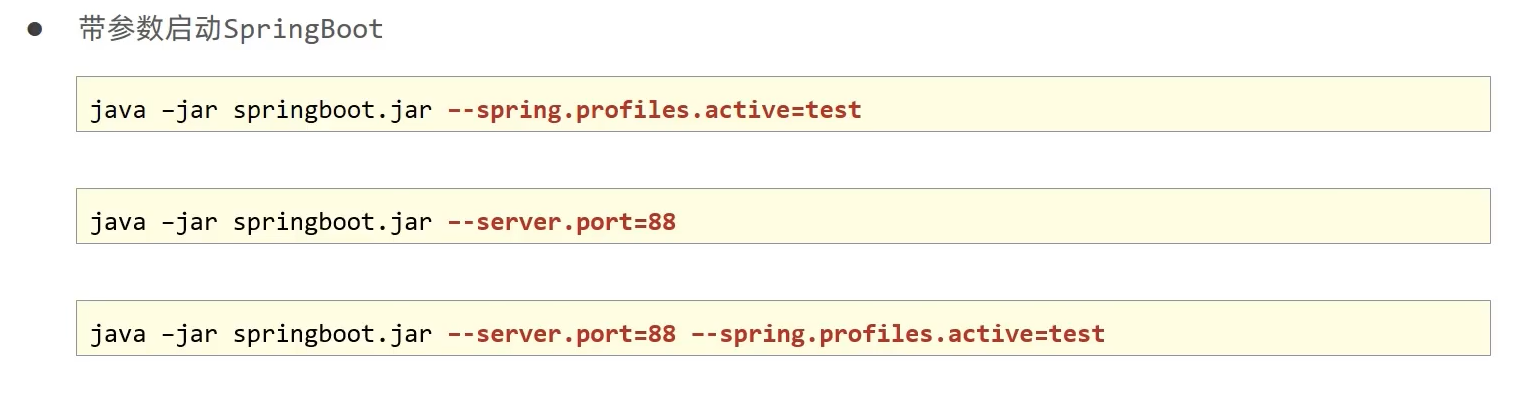 ● 带参数启动SpringBoot
java –jar springboot.jar –-spring.profiles.active=test
java –jar springboot.jar –-server.port=88
java –jar springboot.jar –-server.port=88 –-spring.profiles.active=test